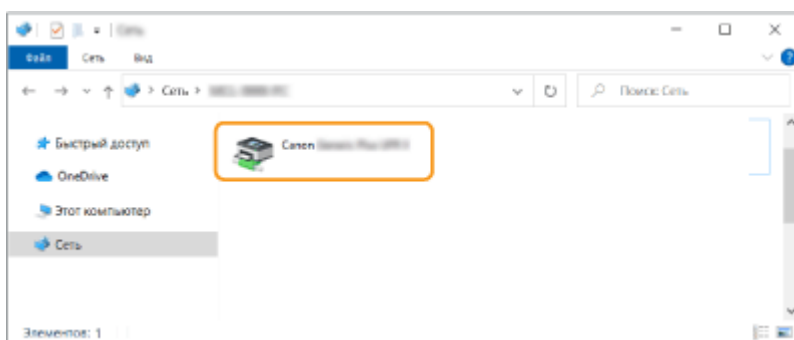 Файл Сеть Вид
Сеть
Поиск: Сеть
Быстрый доступ
Canon
OneDrive
Этот компьютер
Сеть
Элементов: 1